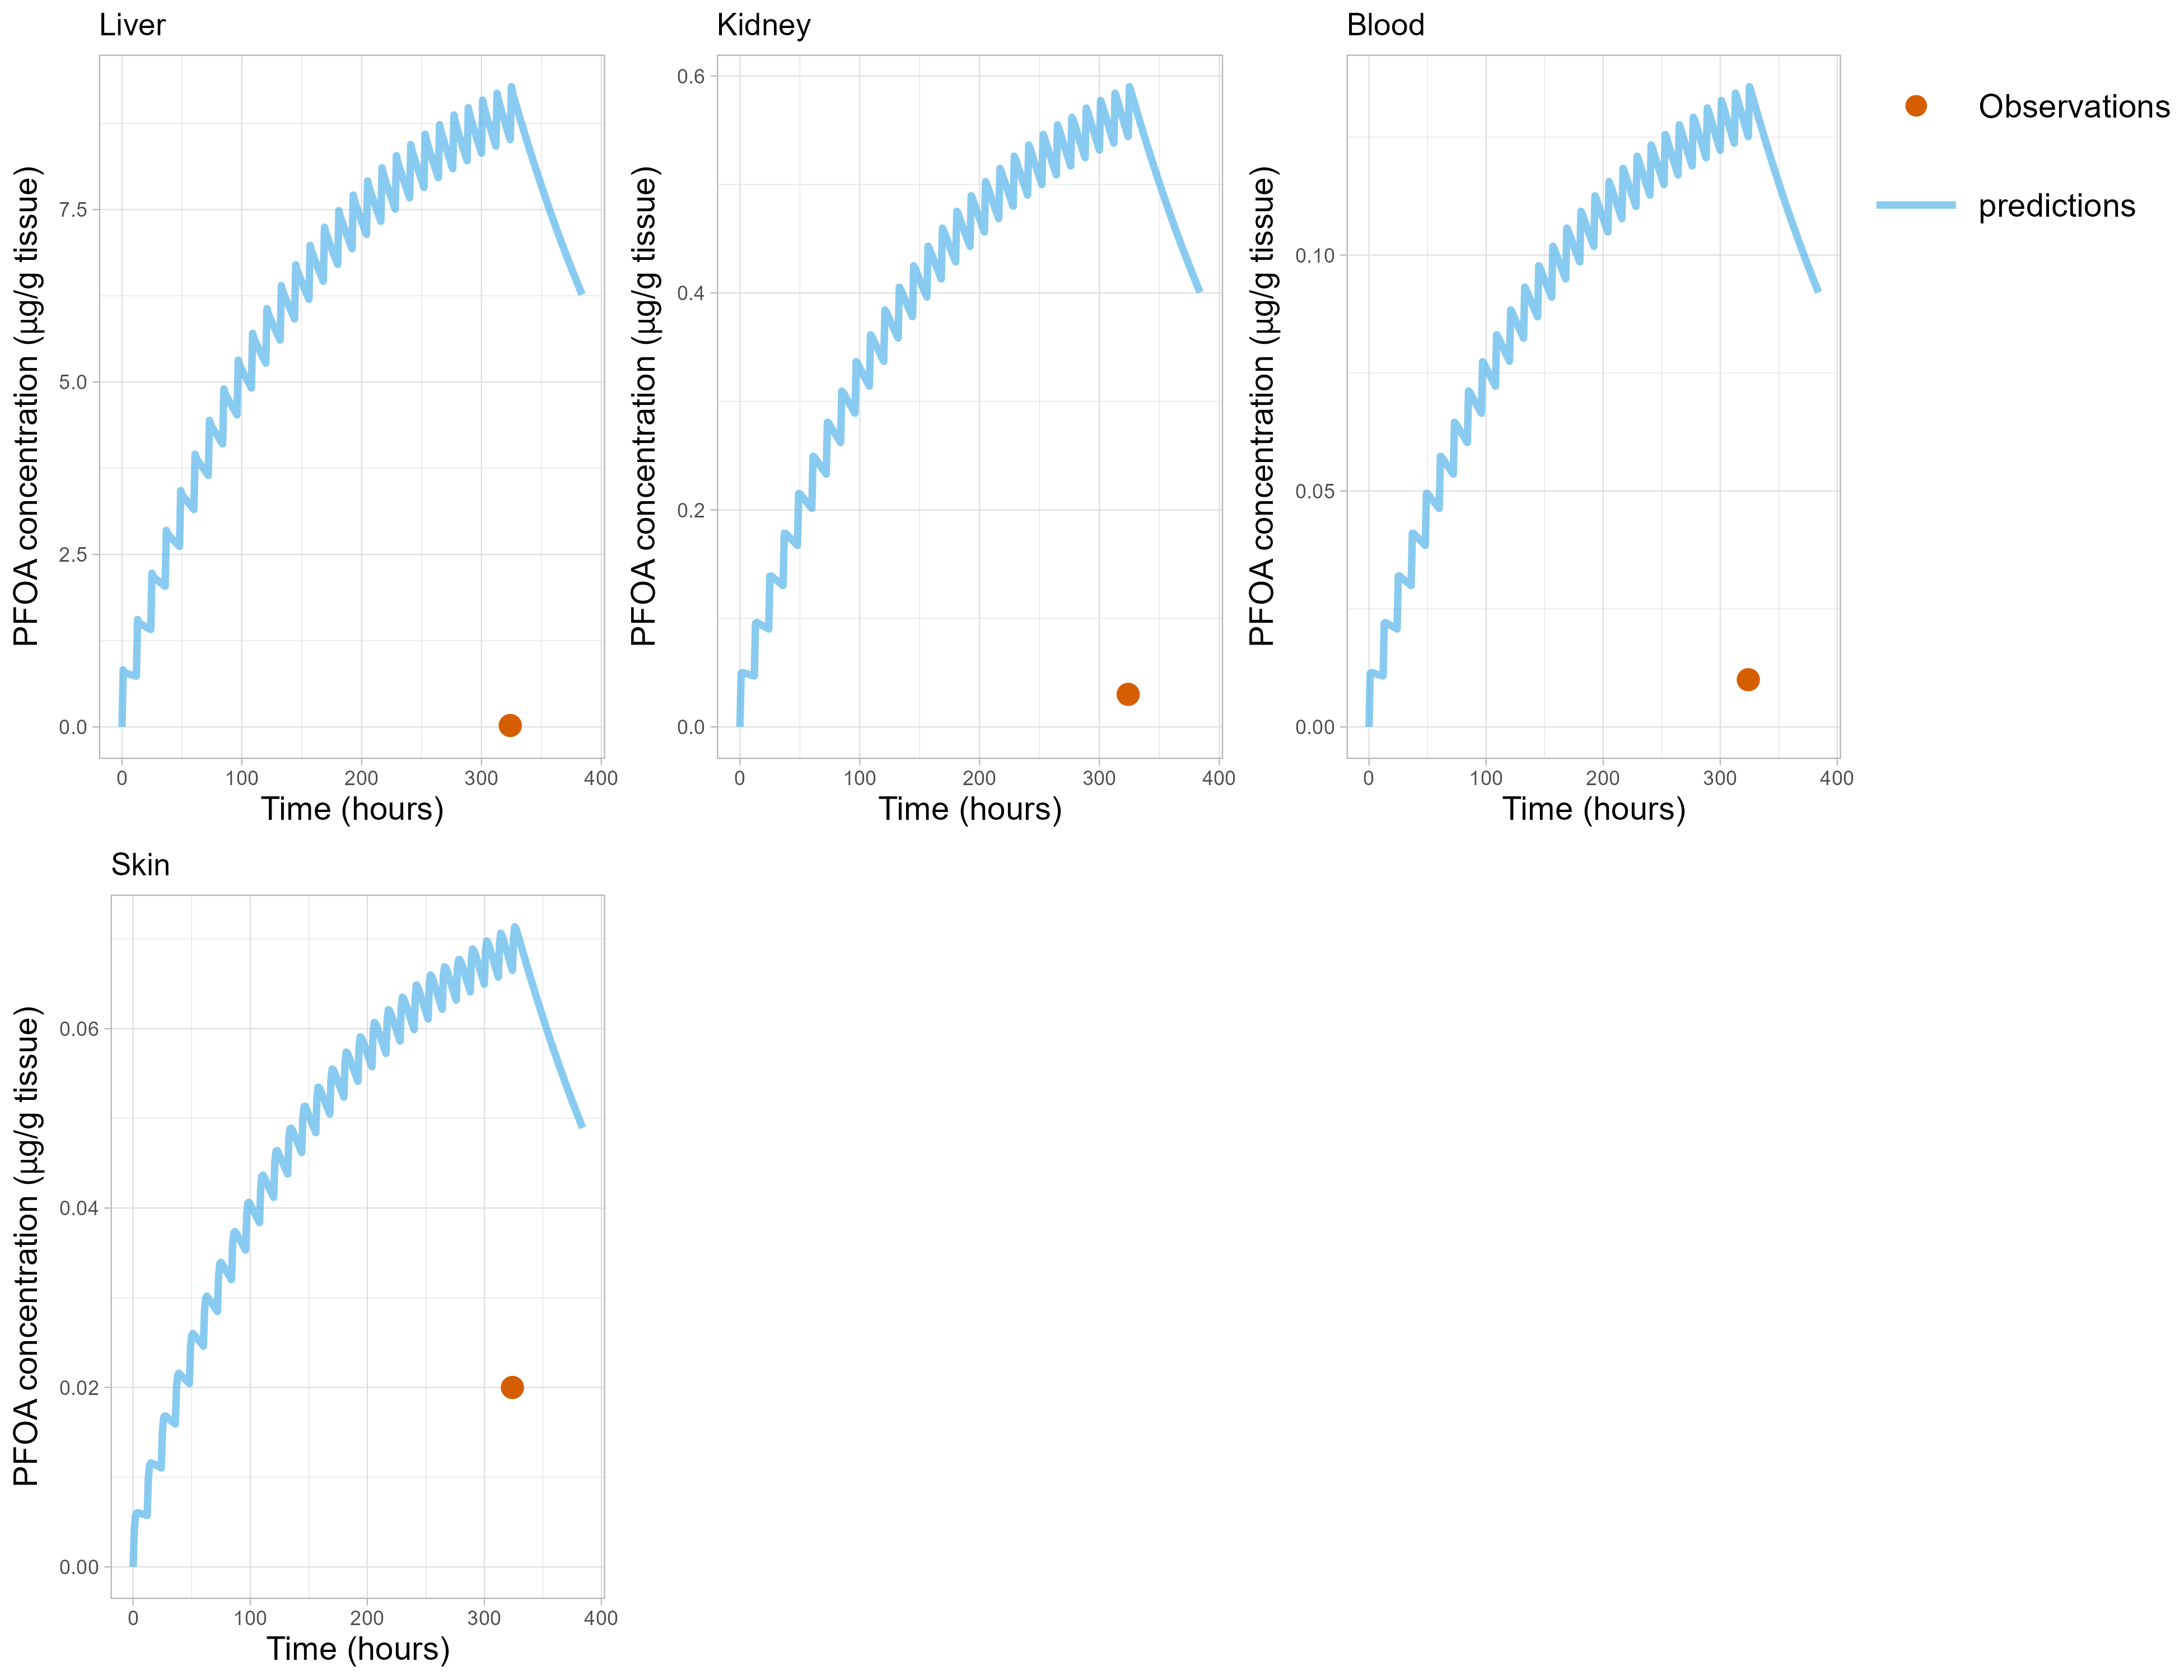 Liver
PFOA concentration (µg/g tissue)
7.5
5.0
2.5
0.0
0 100 200 300 400
Time (hours)
Kidney
PFOA concentration (µg/g tissue)
0.6
0.4
0.2
0.0
0 100 200 300 400
Time (hours)
Blood
PFOA concentration (µg/g tissue)
0.10
0.05
0.00
0 100 200 300 400
Time (hours)
Observations
predictions
Skin
PFOA concentration (µg/g tissue)
0.06
0.04
0.02
0.00
0 100 200 300 400
Time (hours)